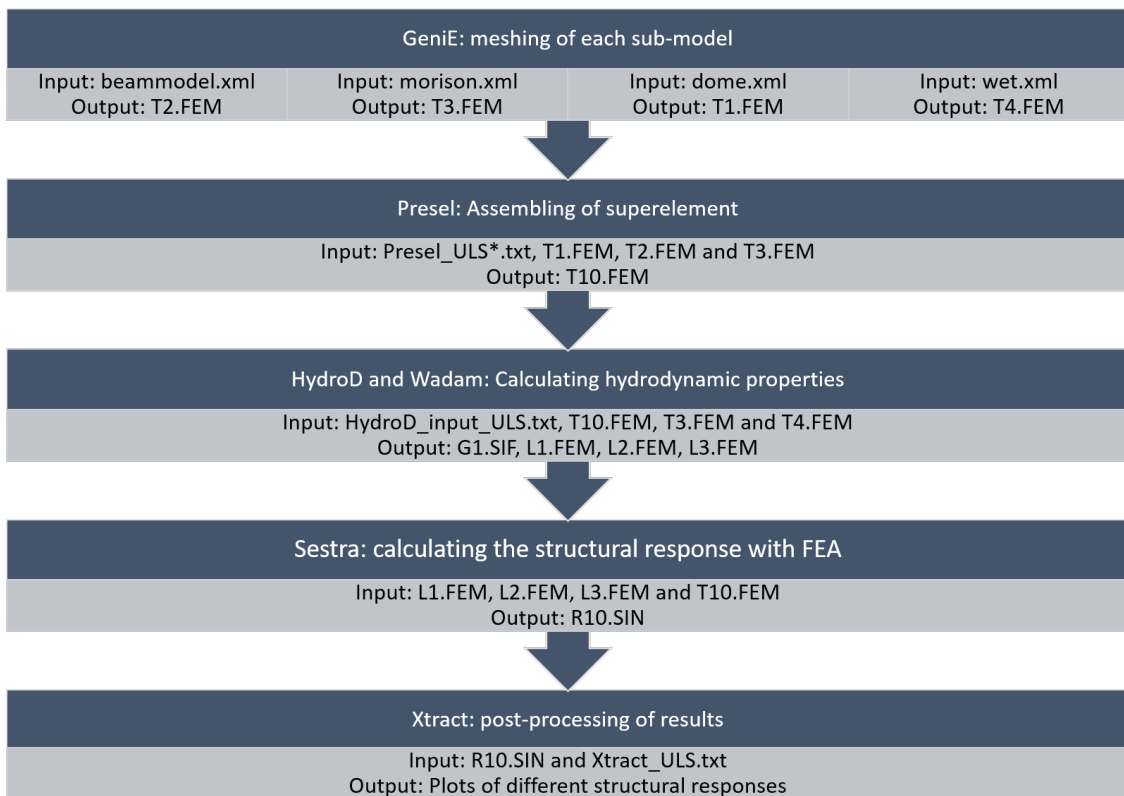 GeniE: meshing of each sub-model
Input: beammodel.xml
Output: T2.FEM
Input: morison.xml
Output: T3.FEM
Input: dome.xml
Output: T1.FEM
Input: wet.xml
Output: T4.FEM
Presel: Assembling of superelement
Input: Presel_ULS*.txt, T1.FEM, T2.FEM and T3.FEM
Output: T10.FEM
HydroD and Wadam: Calculating hydrodynamic properties
Input: HydroD_input_ULS.txt, T10.FEM, T3.FEM and T4.FEM
Output: G1.SIF, L1.FEM, L2.FEM, L3.FEM
Sestra: calculating the structural response with FEA
Input: L1.FEM, L2.FEM, L3.FEM and T10.FEM
Output: R10.SIN
Xtract: post-processing of results
Input: R10.SIN and Xtract_ULS.txt
Output: Plots of different structural responses